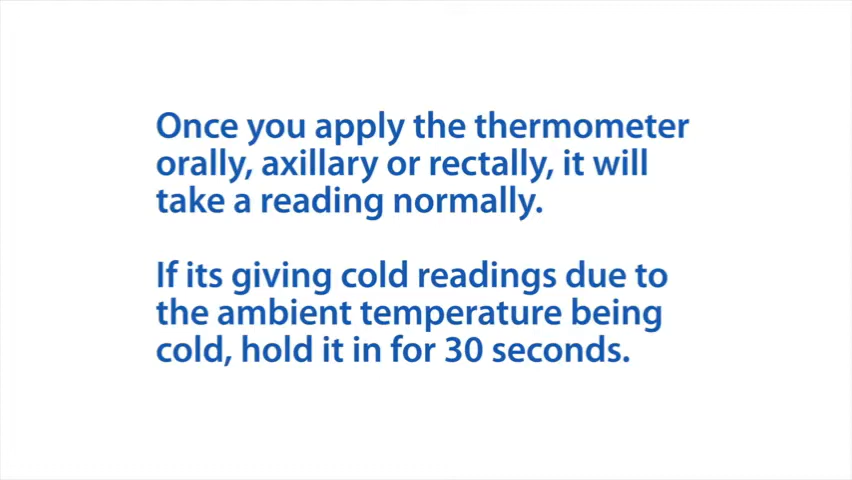 Once you apply the thermometer
orally, axillary or rectally, it will
take a reading normally.
If its giving cold readings due to
the ambient temperature being
cold, hold it in for 30 seconds.